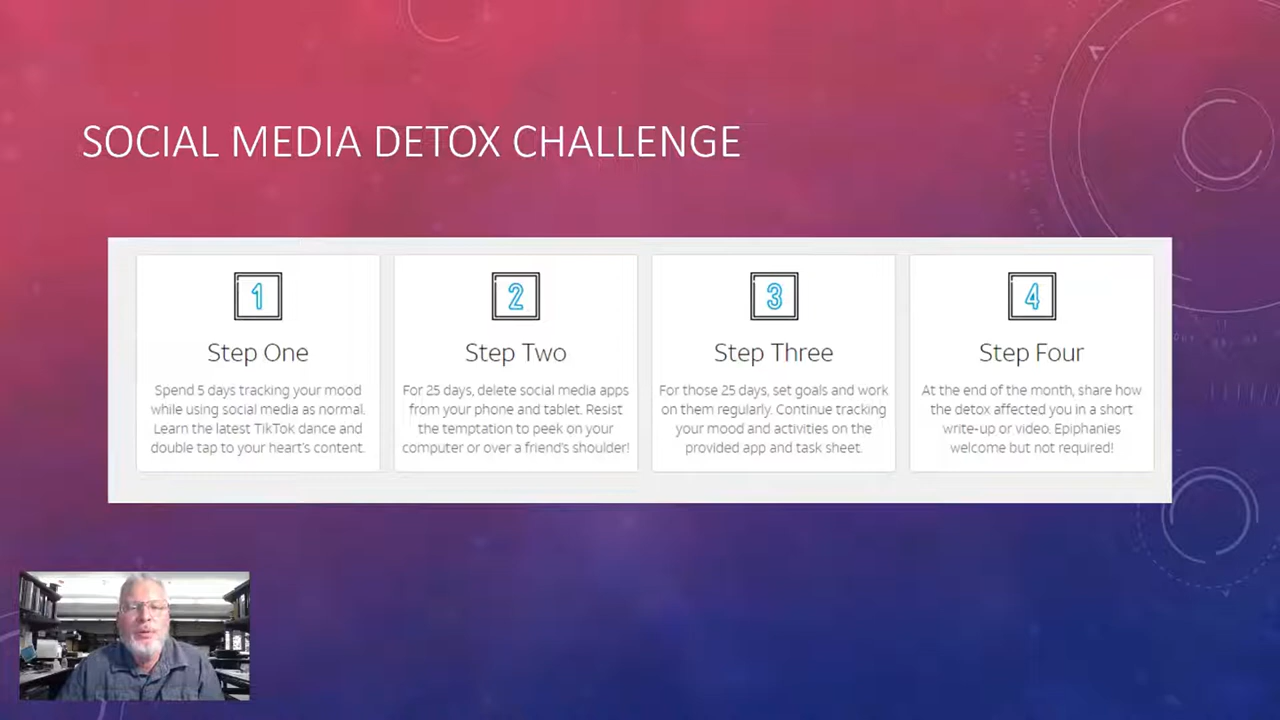 SOCIAL MEDIA DETOX CHALLENGE
1
Step One
Spend 5 days tracking your mood
while using social media as normal.
Learn the latest TikTok dance and
double tap to your heart's content.
2
Step Two
For 25 days, delete social media apps
from your phone and tablet. Resist
the temptation to peek on your
computer or over a friend's shoulder!
3
Step Three
For those 25 days, set goals and work
on them regularly. Continue tracking
your mood and activities on the
provided app and task sheet.
4
Step Four
At the end of the month, share how
the detox affected you in a short
write-up or video. Epiphanies
welcome but not required!